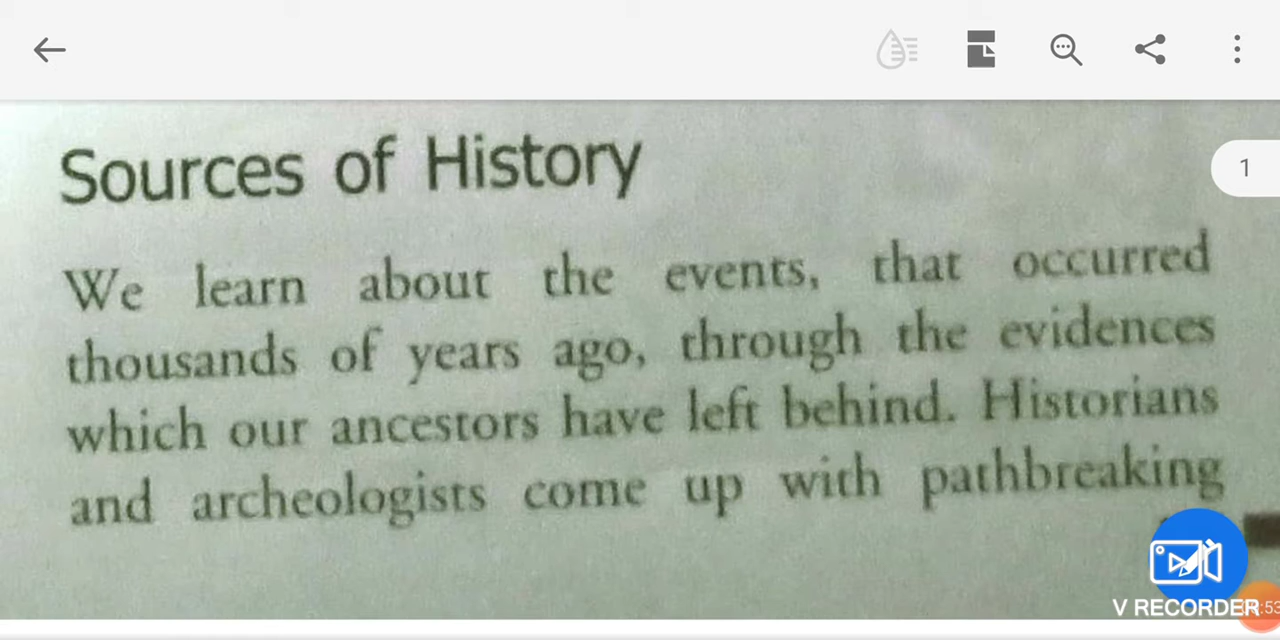 1
Sources of History
We learn about the events, that occurred
thousands of years ago, through the evidences
which our ancestors have left behind. Historians
and archeologists come up with pathbreaking
V RECORDER
:53